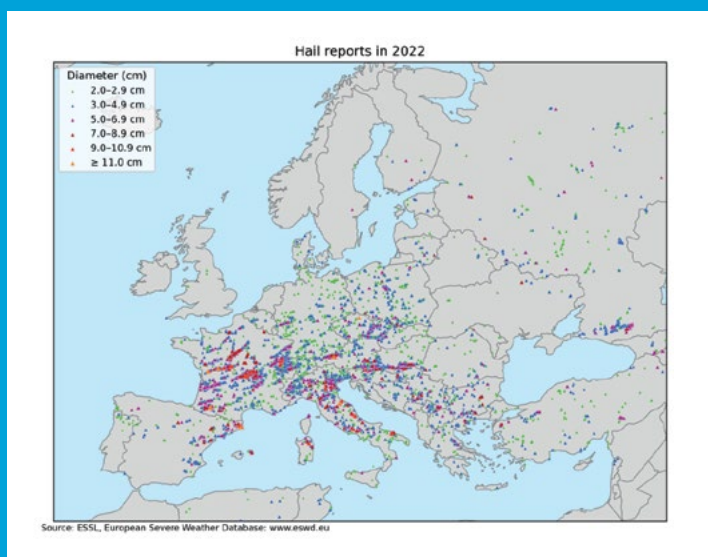 Hail reports in 2022
Diameter (cm)
2.0–2.9 cm
3.0–4.9 cm
5.0–6.9 cm
7.0–8.9 cm
9.0–10.9 cm
≥ 11.0 cm
Source: ESSL, European Severe Weather Database: www.eswd.eu